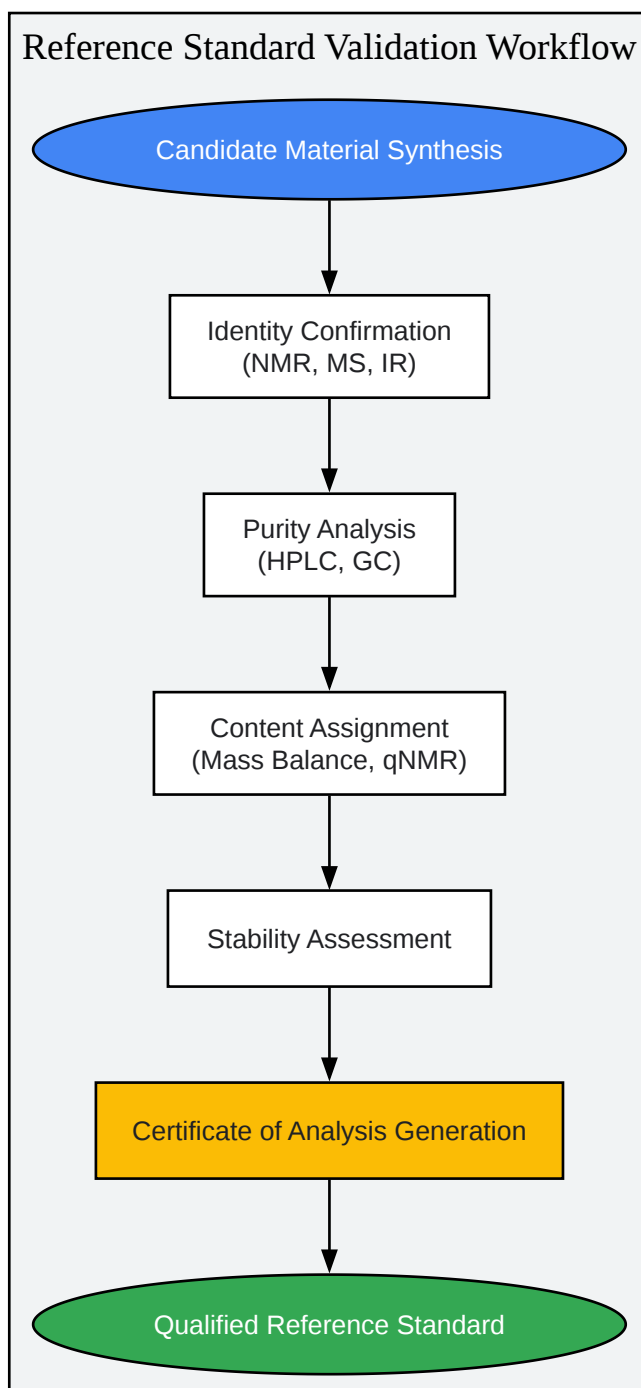 Reference Standard Validation Workflow
Candidate Material Synthesis
Identity Confirmation
(NMR, MS, IR)
Purity Analysis
(HPLC, GC)
Content Assignment
(Mass Balance, qNMR)
Stability Assessment
Certificate of Analysis Generation
Qualified Reference Standard